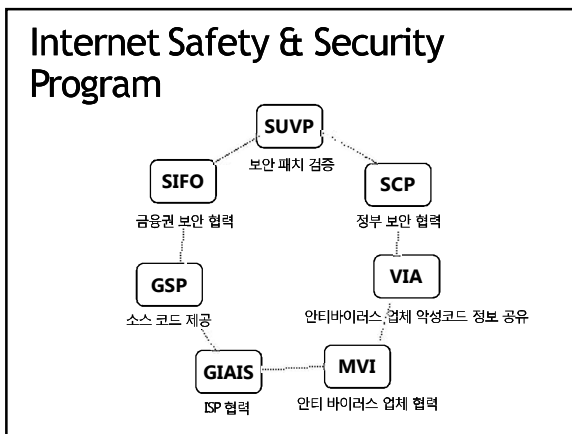 Internet Safety & Security
Program
SUVP
보안 패치 검증
SIFO
금융권 보안 협력
SCP
정부 보안 협력
GSP
소스 코드 제공
VIA
안티바이러스 업체 악성코드 정보 공유
GIAIS
ISP 협력
MVI
안티 바이러스 업체 협력